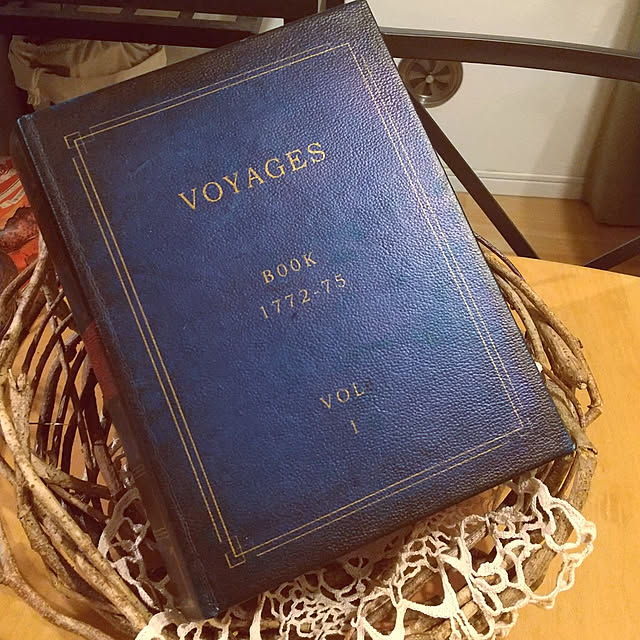 VOYAGES
BOOK
1772-75
VOL.
I